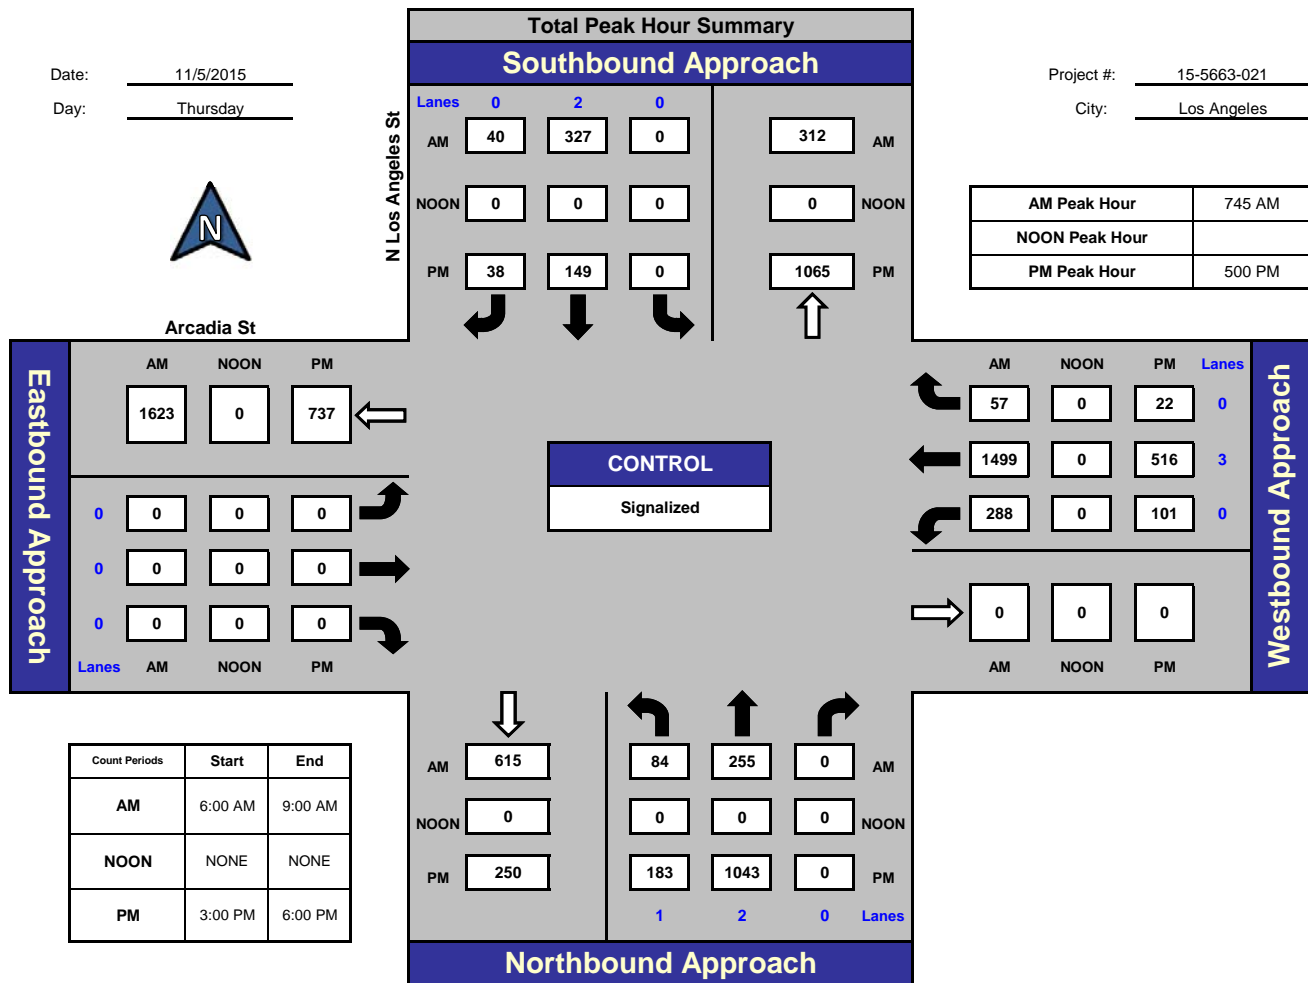 Total Peak Hour Summary
Southbound Approach
Date: 11/5/2015
Day: Thursday
Project #: 15-5663-021
City: Los Angeles
N
N Los Angeles St
Lanes 0 2 0
AM 40 327 0 312 AM
NOON 0 0 0 0 NOON
PM 38 149 0 1065 PM
AM Peak Hour 745 AM
NOON Peak Hour
PM Peak Hour 500 PM
Arcadia St
Eastbound Approach
AM NOON PM
1623 0 737
0 0 0 0
0 0 0 0
0 0 0 0
Lanes AM NOON PM
CONTROL
Signalized
AM NOON PM Lanes
57 0 22 0
1499 0 516 3
288 0 101 0
0 0 0
AM NOON PM
Westbound Approach
Count Periods Start End
AM 6:00 AM 9:00 AM
NOON NONE NONE
PM 3:00 PM 6:00 PM
AM 615 84 255 0 AM
NOON 0 0 0 0 NOON
PM 250 183 1043 0 PM
1 2 0 Lanes
Northbound Approach